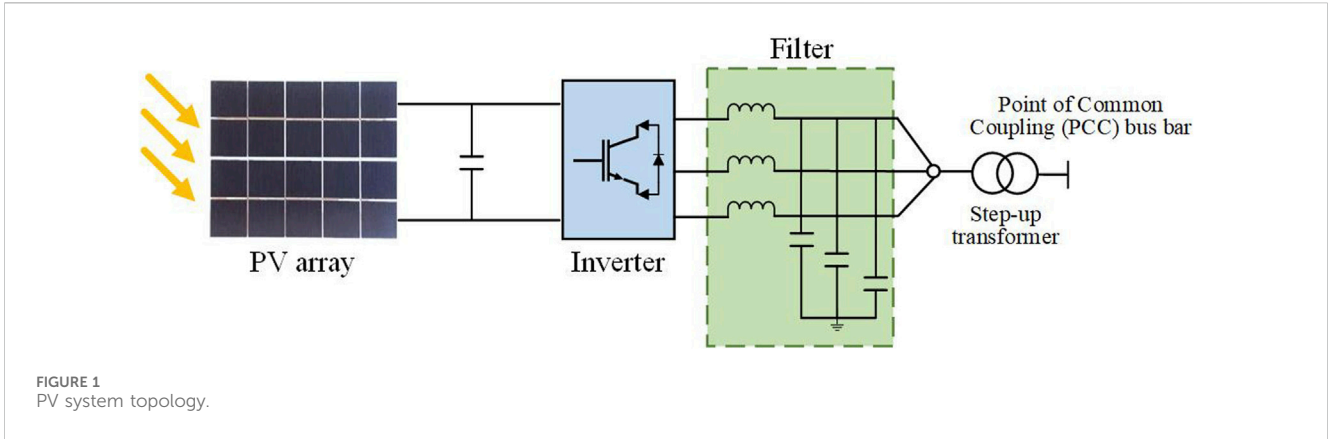 Filter
Point of Common
Coupling (PCC) bus bar
Step-up
transformer
PV array
Inverter
FIGURE 1
PV system topology.